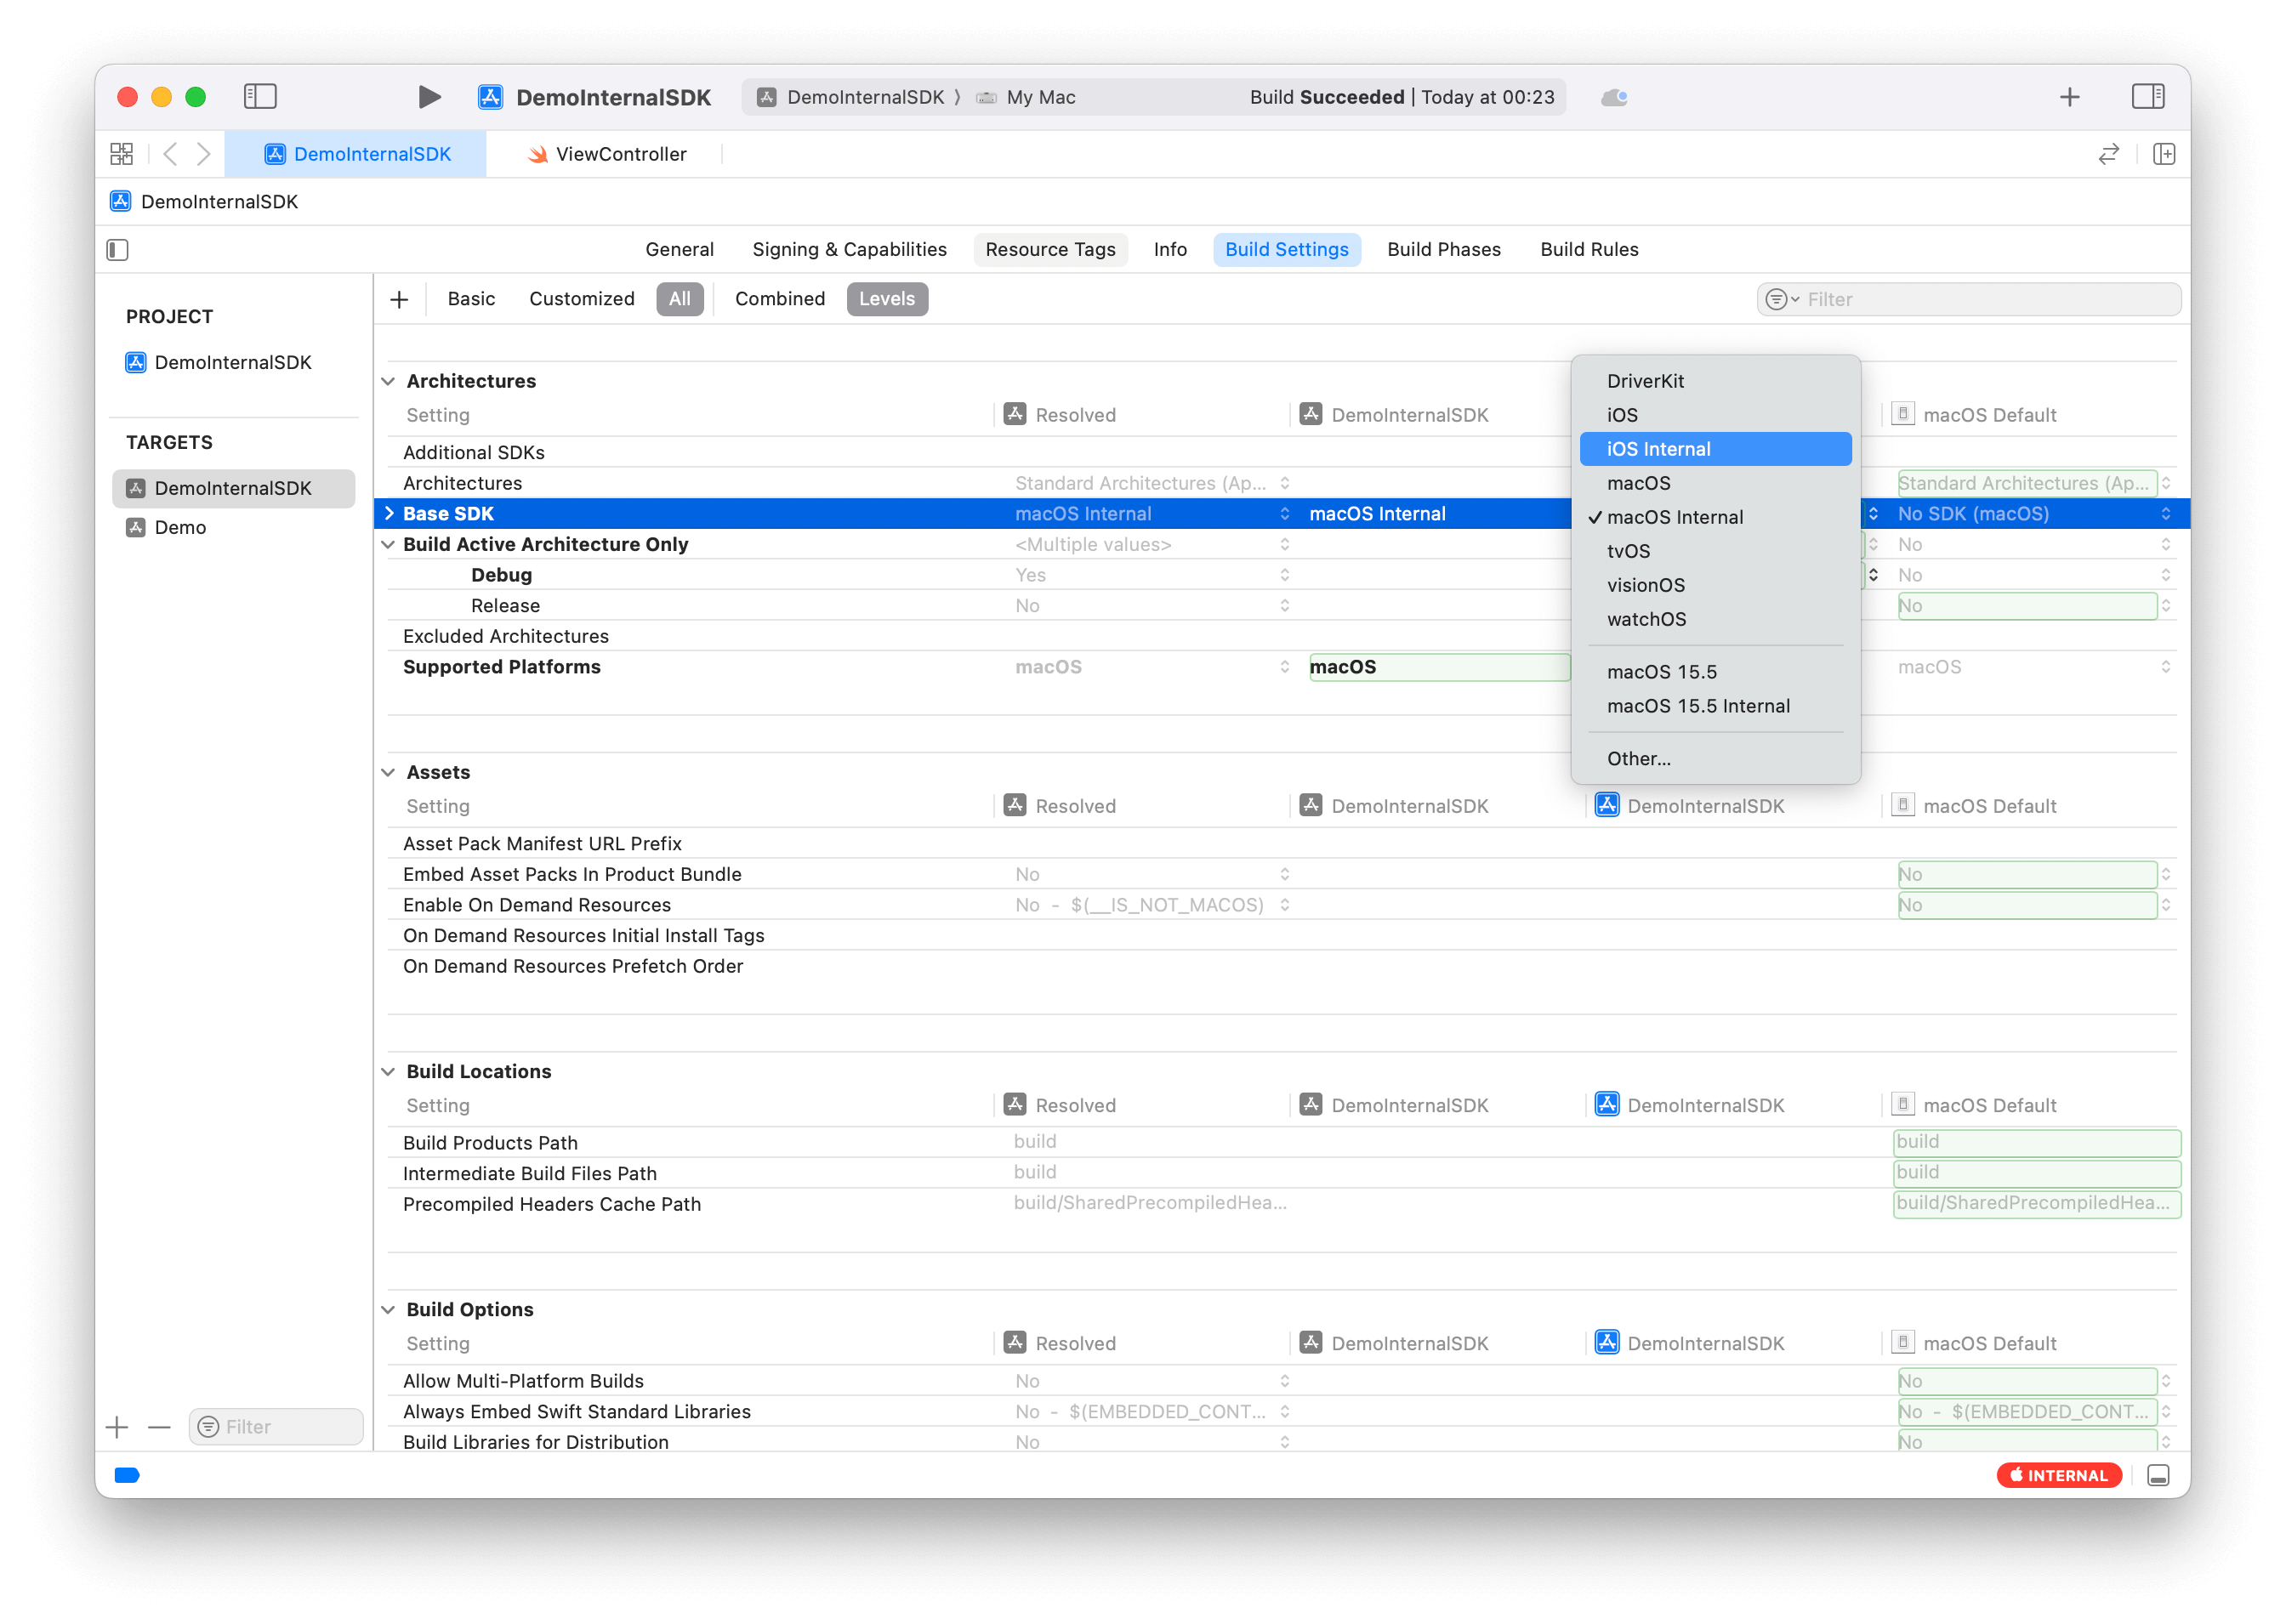 DemoInternalSDK
DemoInternalSDK ⟩ My Mac
Build Succeeded | Today at 00:23
DemoInternalSDK
ViewController
DemoInternalSDK
General Signing & Capabilities Resource Tags Info Build Settings Build Phases Build Rules
PROJECT
DemoInternalSDK
TARGETS
DemoInternalSDK
Demo
Filter
Basic Customized All Combined Levels
Filter
Architectures
Setting Resolved DemoInternalSDK macOS Default
Additional SDKs
Architectures Standard Architectures (Ap... Standard Architectures (Ap...
Base SDK macOS Internal macOS Internal No SDK (macOS)
Build Active Architecture Only <Multiple values> No
Debug Yes No
Release No No
Excluded Architectures
Supported Platforms macOS macOS macOS
DriverKit
iOS
iOS Internal
macOS
macOS Internal
tvOS
visionOS
watchOS
macOS 15.5
macOS 15.5 Internal
Other...
Assets
Setting Resolved DemoInternalSDK DemoInternalSDK macOS Default
Asset Pack Manifest URL Prefix
Embed Asset Packs In Product Bundle No No
Enable On Demand Resources No - $(__IS_NOT_MACOS) No
On Demand Resources Initial Install Tags
On Demand Resources Prefetch Order
Build Locations
Setting Resolved DemoInternalSDK DemoInternalSDK macOS Default
Build Products Path build build
Intermediate Build Files Path build build
Precompiled Headers Cache Path build/SharedPrecompiledHea... build/SharedPrecompiledHea...
Build Options
Setting Resolved DemoInternalSDK DemoInternalSDK macOS Default
Allow Multi-Platform Builds No No
Always Embed Swift Standard Libraries No - $(EMBEDDED_CONT... No - $(EMBEDDED_CONT...
Build Libraries for Distribution No No
INTERNAL